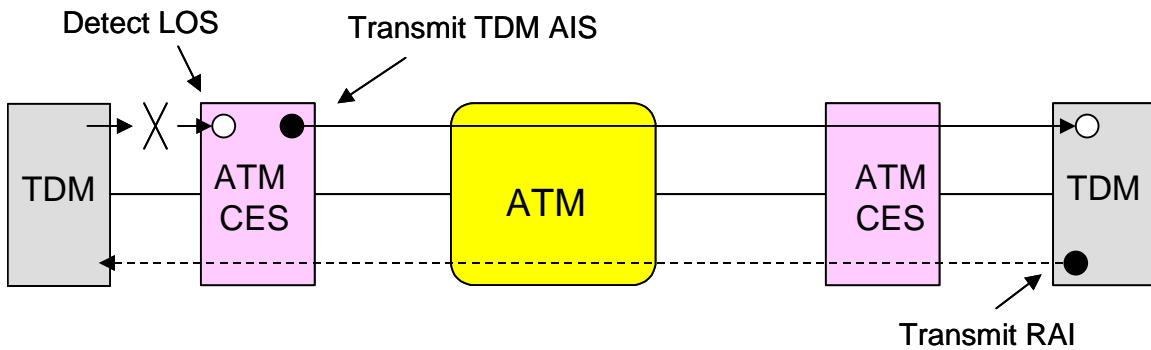 Detect LOS
Transmit TDM AIS
TDM
ATM
CES
ATM
ATM
CES
TDM
Transmit RAI